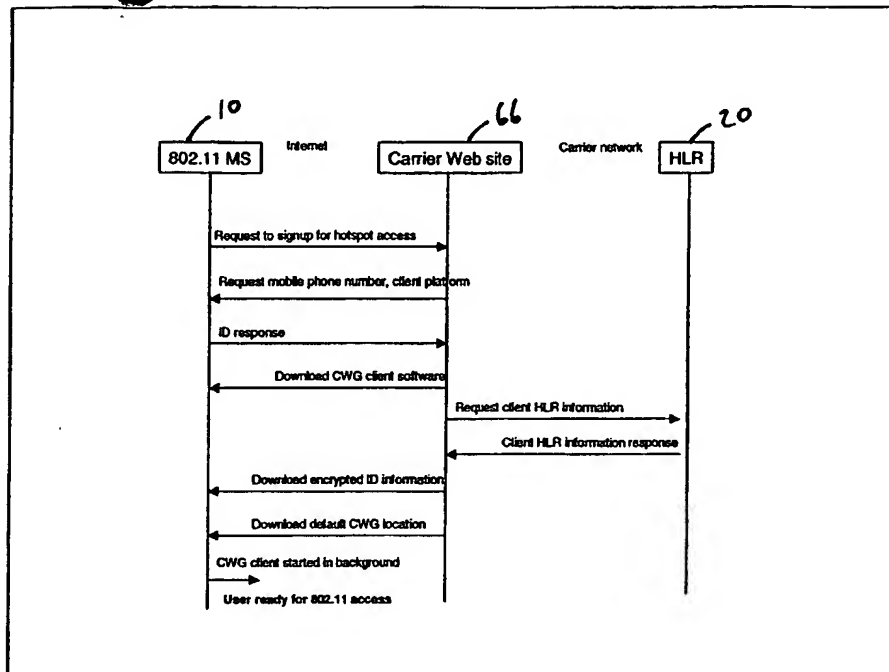 10
66
20
802.11 MS
Internet
Carrier Web site
Carrier network
HLR
Request to signup for hotspot access
Request mobile phone number, client platform
ID response
Download CWG client software
Request client HLR information
Client HLR information response
Download encrypted ID information
Download default CWG location
CWG client started in background
User ready for 802.11 access